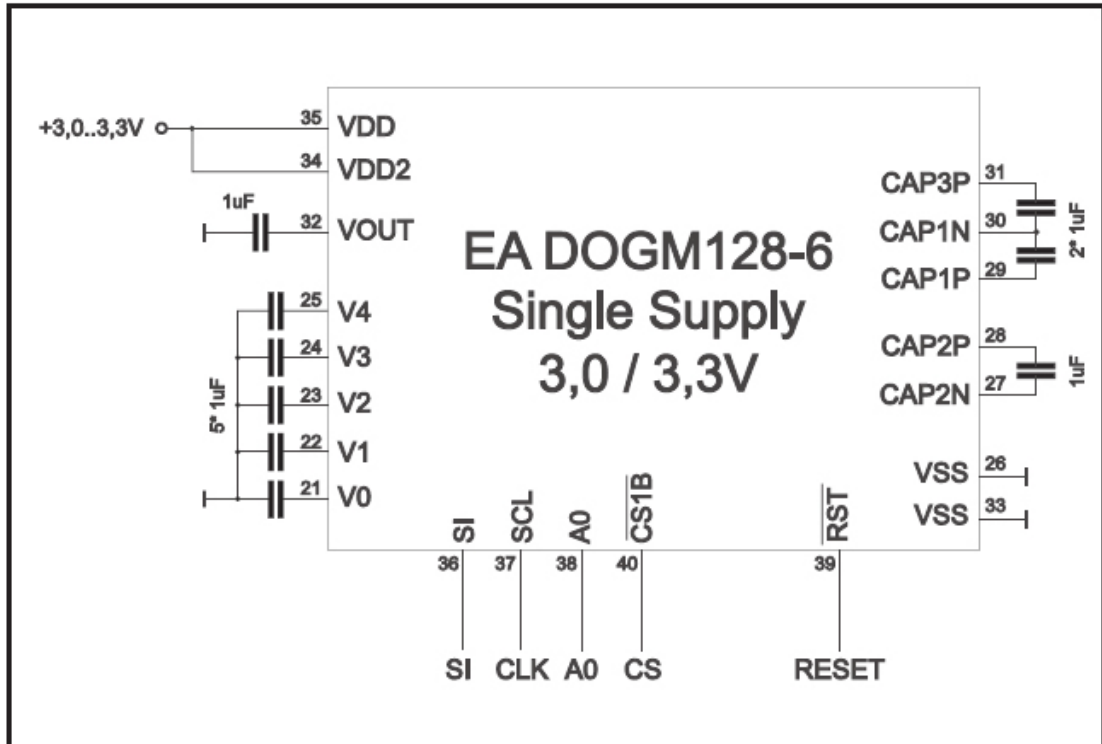 +3,0..3,3V
35 VDD
34 VDD2
1uF
32 VOUT
25 V4
24 V3
23 V2
22 V1
21 V0
5* 1uF
EA DOGM128-6
Single Supply
3,0 / 3,3V
CAP3P 31
CAP1N 30
CAP1P 29
2* 1uF
CAP2P 28
CAP2N 27
1uF
VSS 26
VSS 33
SI SCL A0 CS1B RST
36 37 38 40 39
SI CLK A0 CS RESET